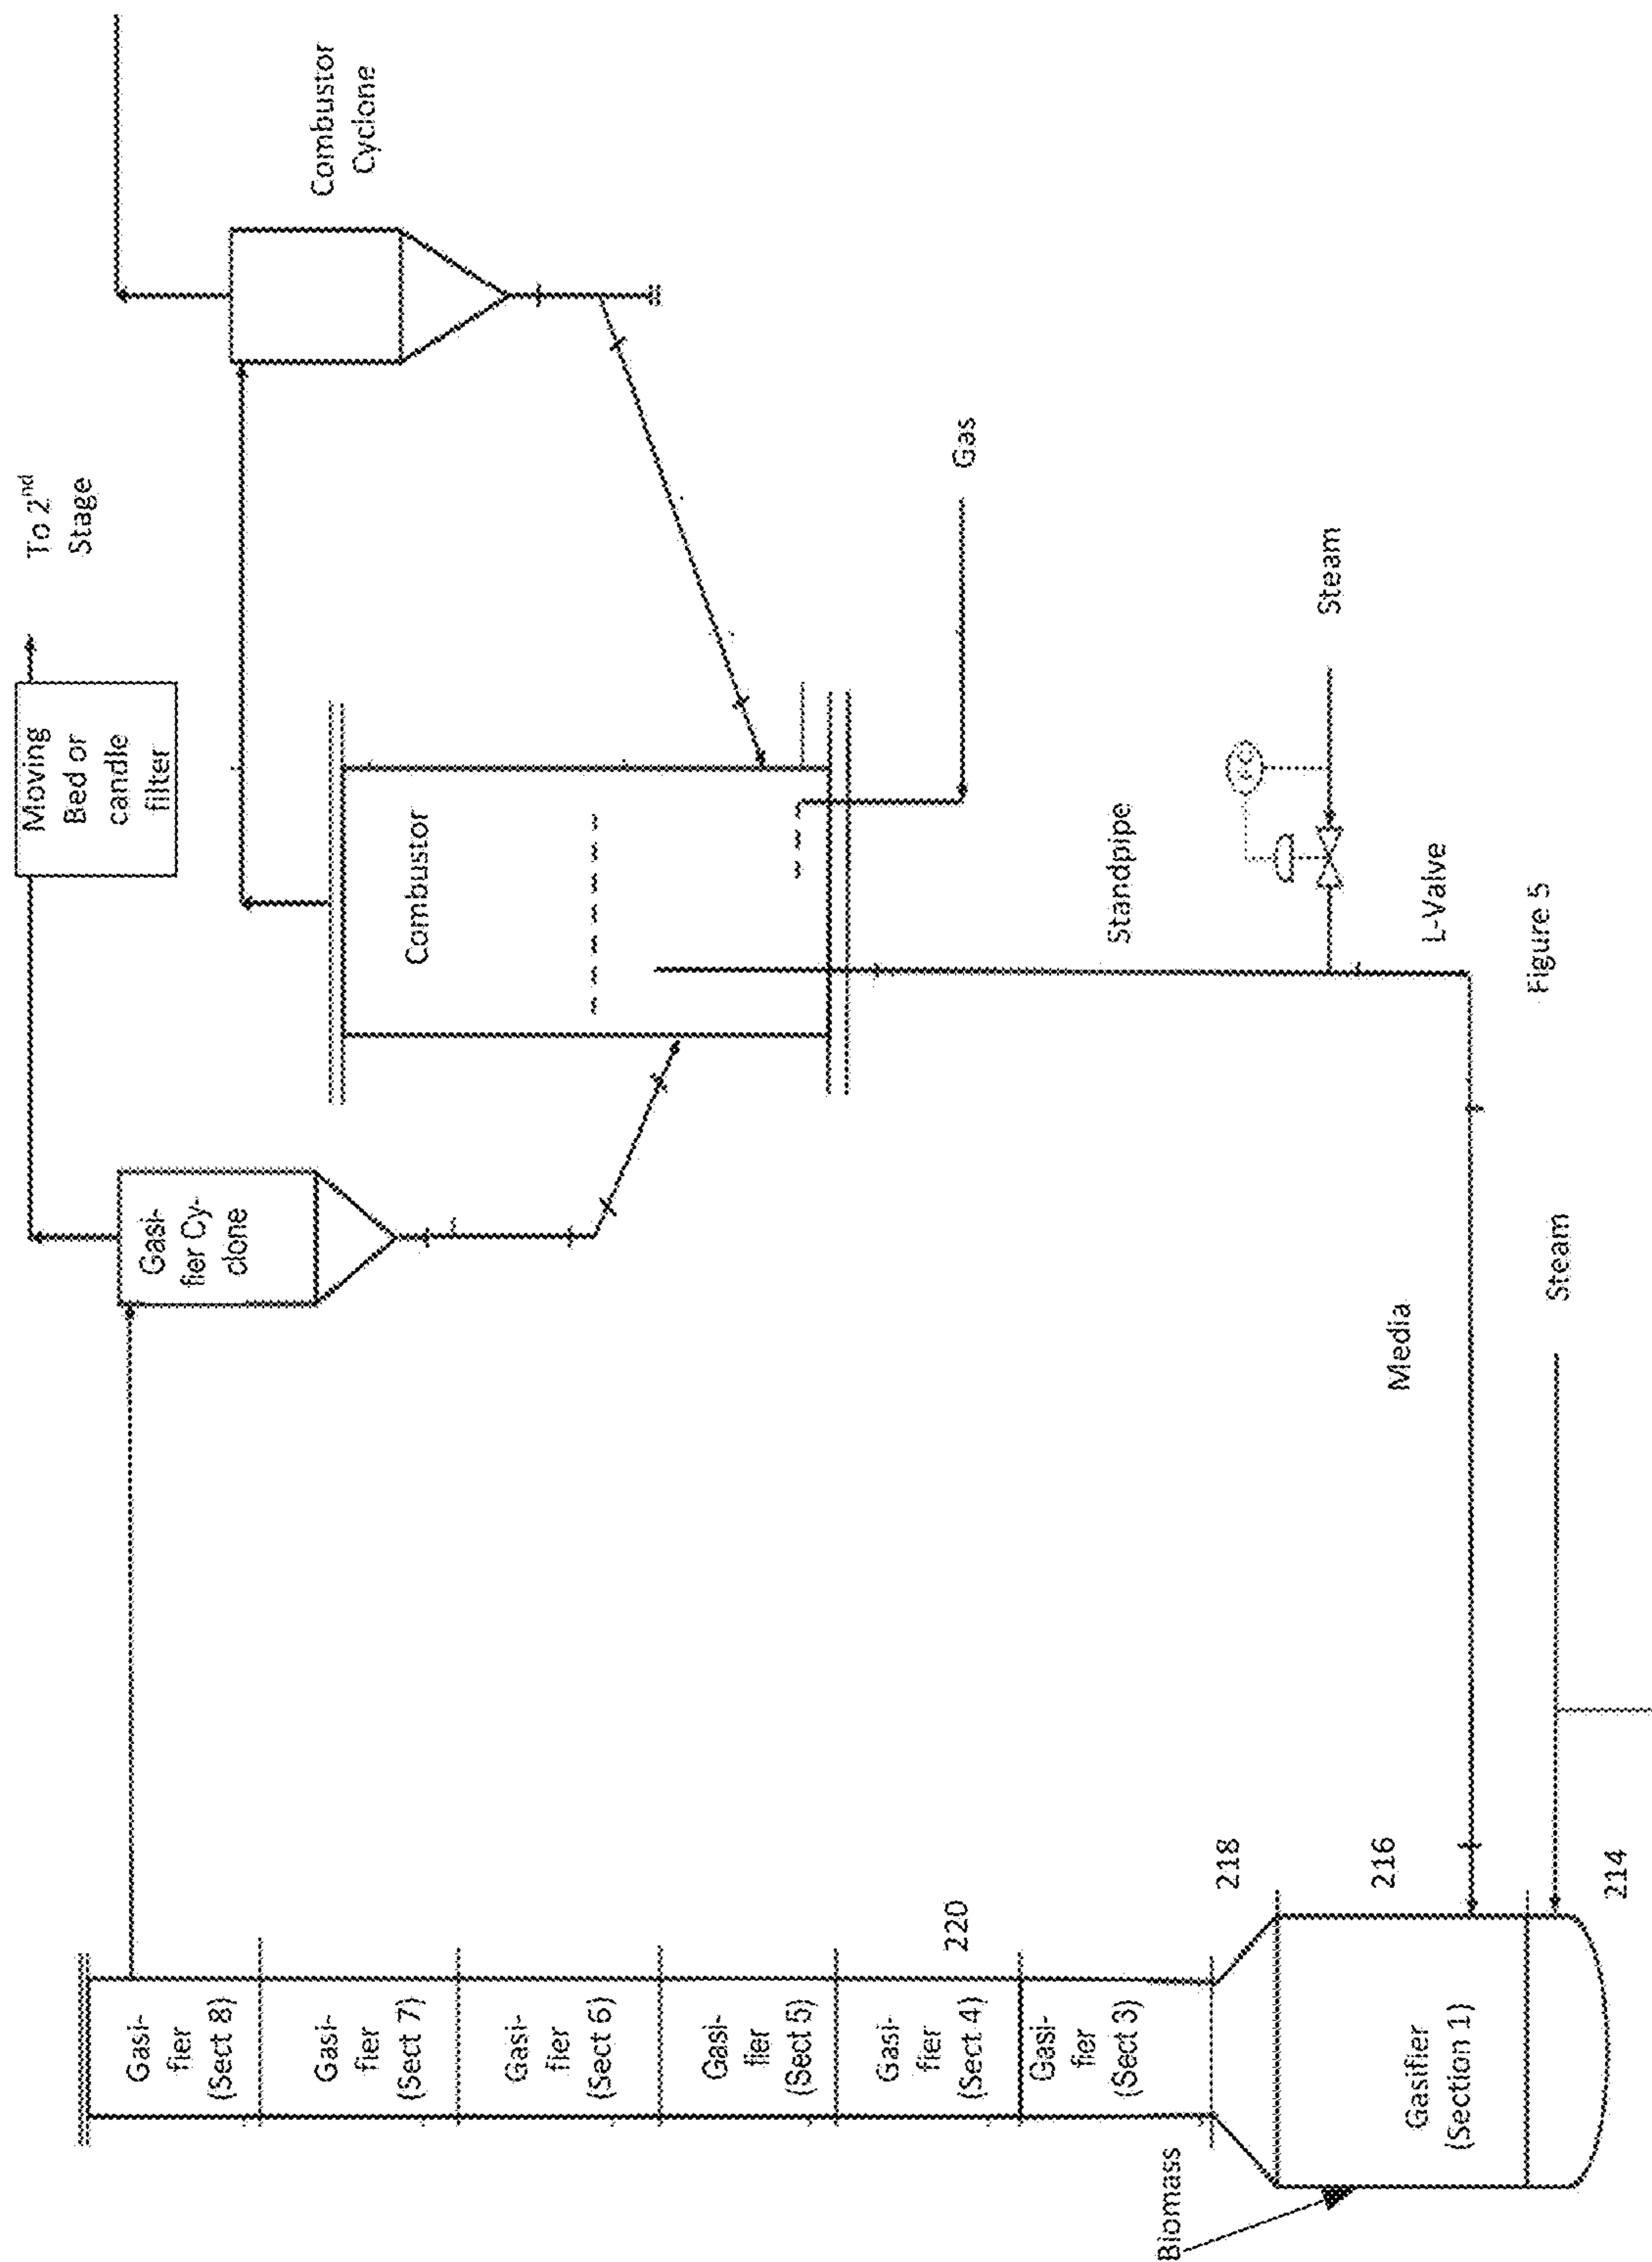 To 2nd
Stage
Moving
Bed or
candle
filter
Combustor
Cyclone
Gasi-
fier Cy-
clone
Combustor
Gas
Gasi-
fier
(Sect 8)
Gasi-
fier
(Sect 7)
Gasi-
fier
(Sect 6)
Gasi-
fier
(Sect 5)
Gasi-
fier
(Sect 4)
220
Gasi-
fier
(Sect 3)
Standpipe
Biomass
218
Steam
216
Media
L-Valve
Gasifier
(Section 1)
Steam
214
Figure 5